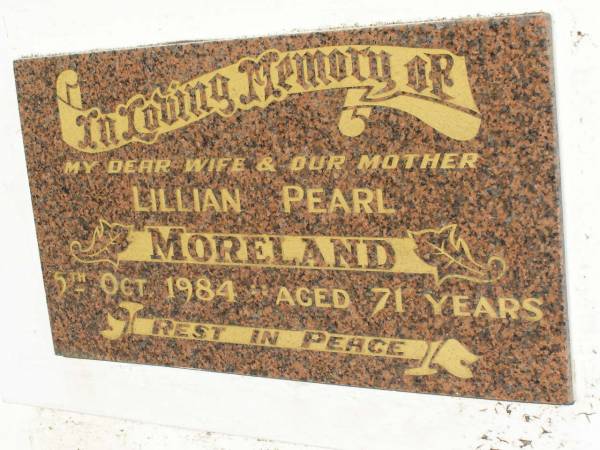 In Loving Memory of
MY DEAR WIFE & OUR MOTHER
LILLIAN PEARL
MORELAND
5TH OCT. 1984 -- AGED 71 YEARS
REST IN PEACE